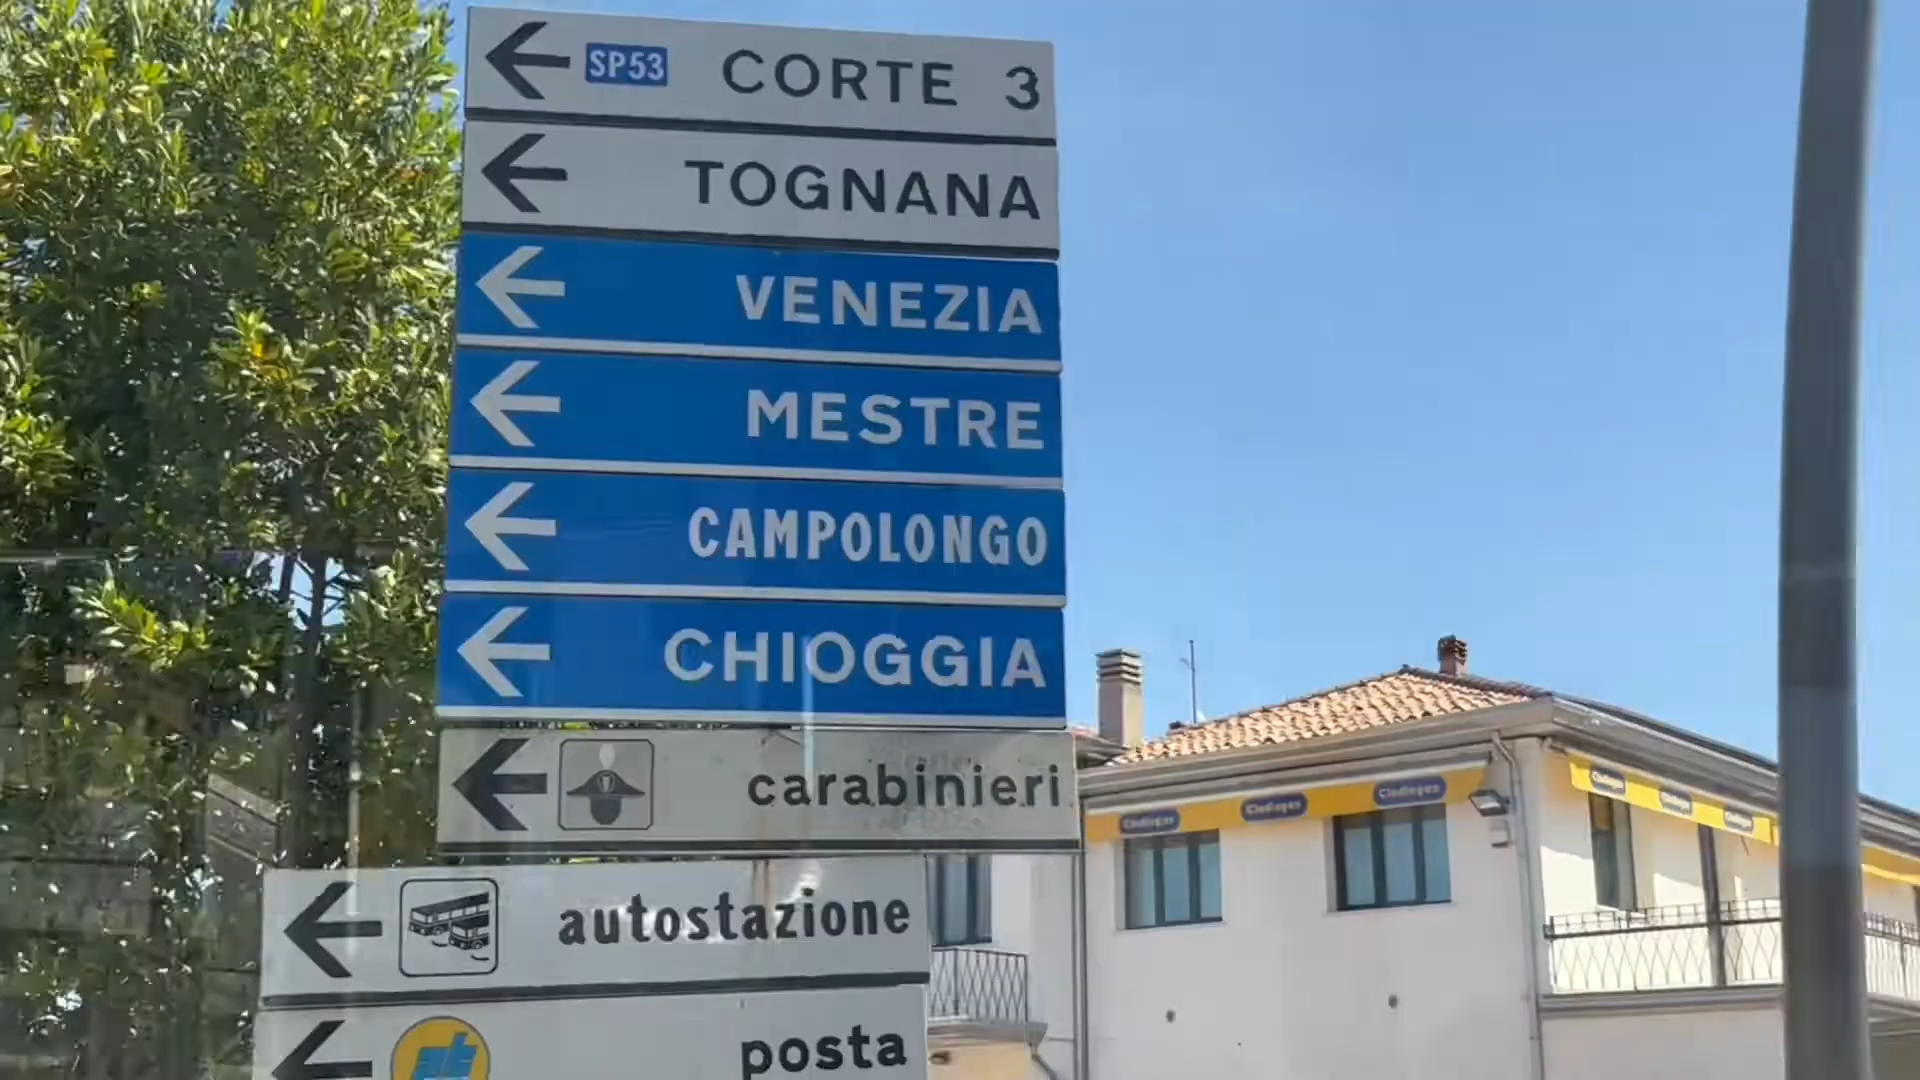 SP53 CORTE 3
TOGNANA
VENEZIA
MESTRE
CAMPOLONGO
CHIOGGIA
carabinieri
autostazione
posta